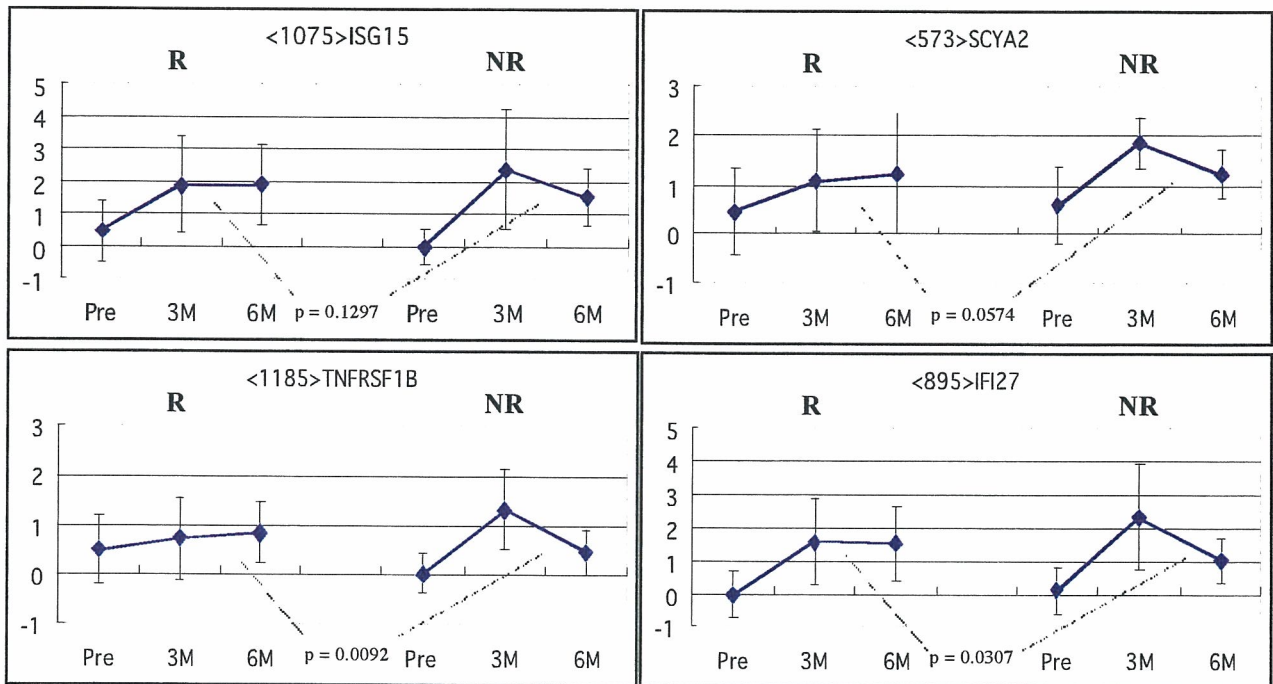 <1075>ISG15
R NR
5
4
3
2
1
0
-1
Pre 3M 6M p = 0.1297 Pre 3M 6M
<573>SCYA2
R NR
3
2
1
0
-1
Pre 3M 6M p = 0.0574 Pre 3M 6M
<1185>TNFRSF1B
R NR
3
2
1
0
-1
Pre 3M 6M p = 0.0092 Pre 3M 6M
<895>IFI27
R NR
5
4
3
2
1
0
-1
Pre 3M 6M p = 0.0307 Pre 3M 6M